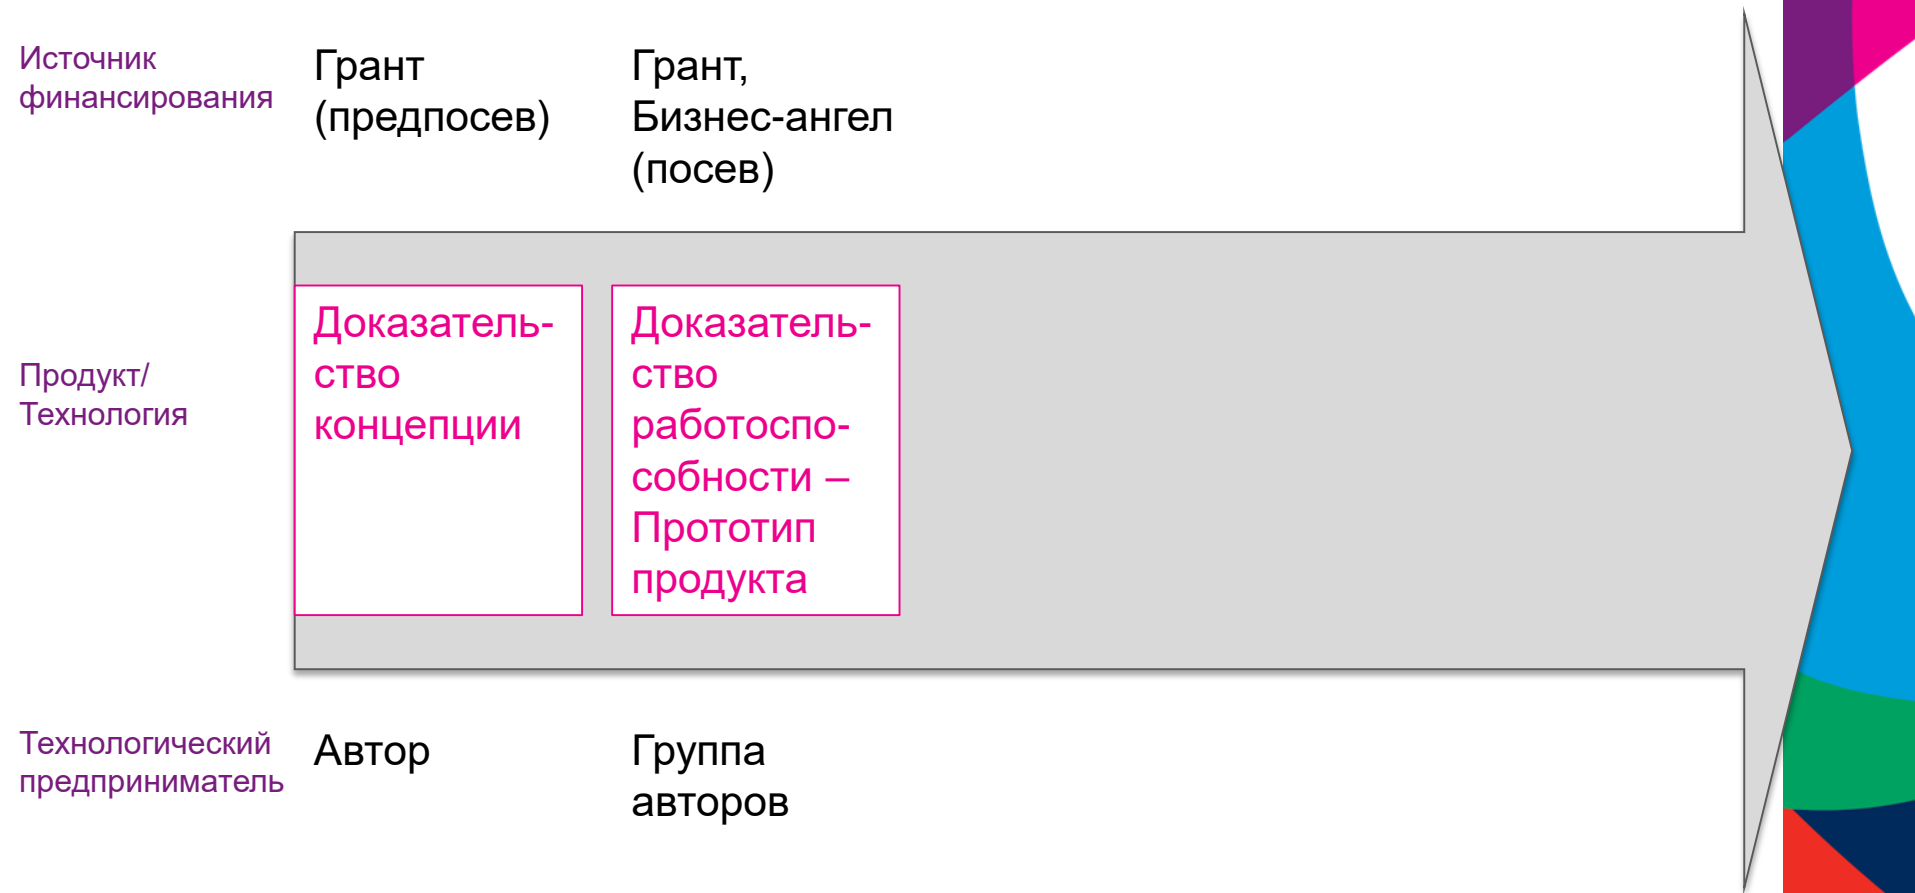 Источник
финансирования
Грант
(предпосев)
Грант,
Бизнес-ангел
(посев)
Продукт/
Технология
Доказатель-
ство
концепции
Доказатель-
ство
работоспо-
собности –
Прототип
продукта
Технологический
предприниматель
Автор
Группа
авторов